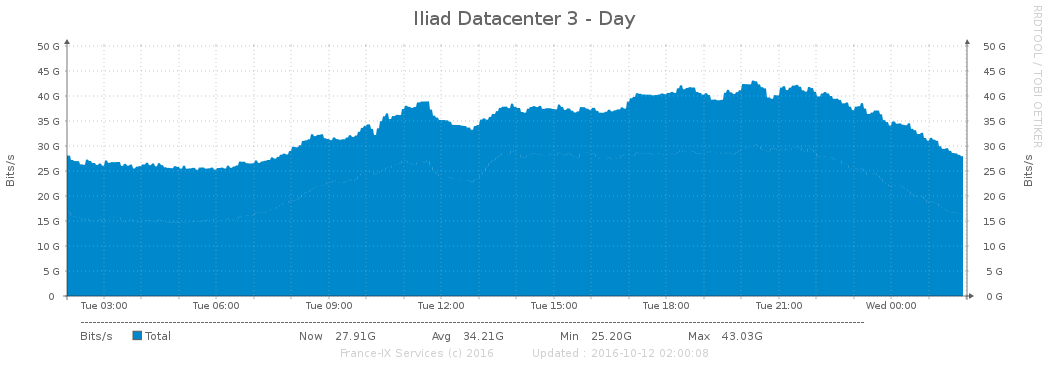 Iliad Datacenter 3 - Day
RRDTOOL / TOBI OETIKER
50 G 50 G
45 G 45 G
40 G 40 G
35 G 35 G
30 G 30 G
25 G 25 G
20 G 20 G
15 G 15 G
10 G 10 G
5 G 5 G
0 0 G
Bits/s Bits/s
Tue 03:00 Tue 06:00 Tue 09:00 Tue 12:00 Tue 15:00 Tue 18:00 Tue 21:00 Wed 00:00
Bits/s Total Now 27.91G Avg 34.21G Min 25.20G Max 43.03G
France-IX Services (c) 2016 Updated : 2016-10-12 02:00:08